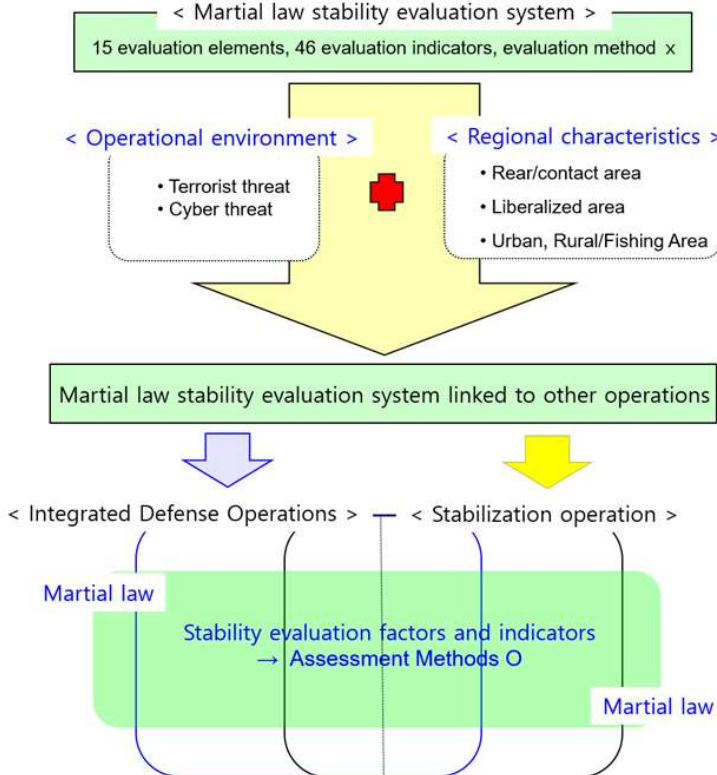 < Martial law stability evaluation system >
15 evaluation elements, 46 evaluation indicators, evaluation method x
< Operational environment >
• Terrorist threat
• Cyber threat
< Regional characteristics >
• Rear/contact area
• Liberalized area
• Urban, Rural/Fishing Area
Martial law stability evaluation system linked to other operations
< Integrated Defense Operations > — < Stabilization operation >
Martial law
Stability evaluation factors and indicators
→ Assessment Methods O
Martial law